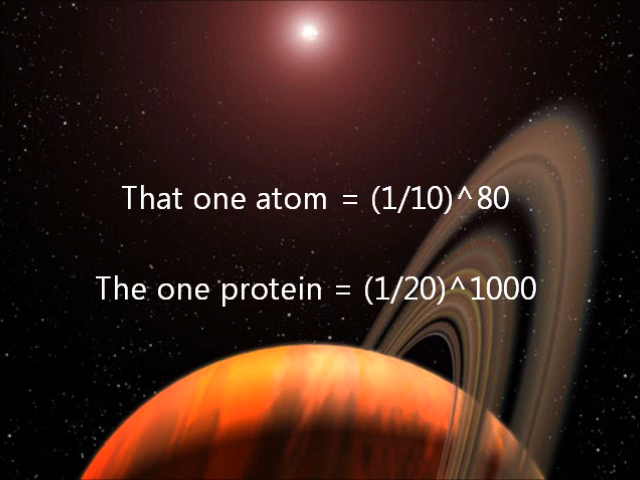 That one atom = (1/10)^80
The one protein = (1/20)^1000